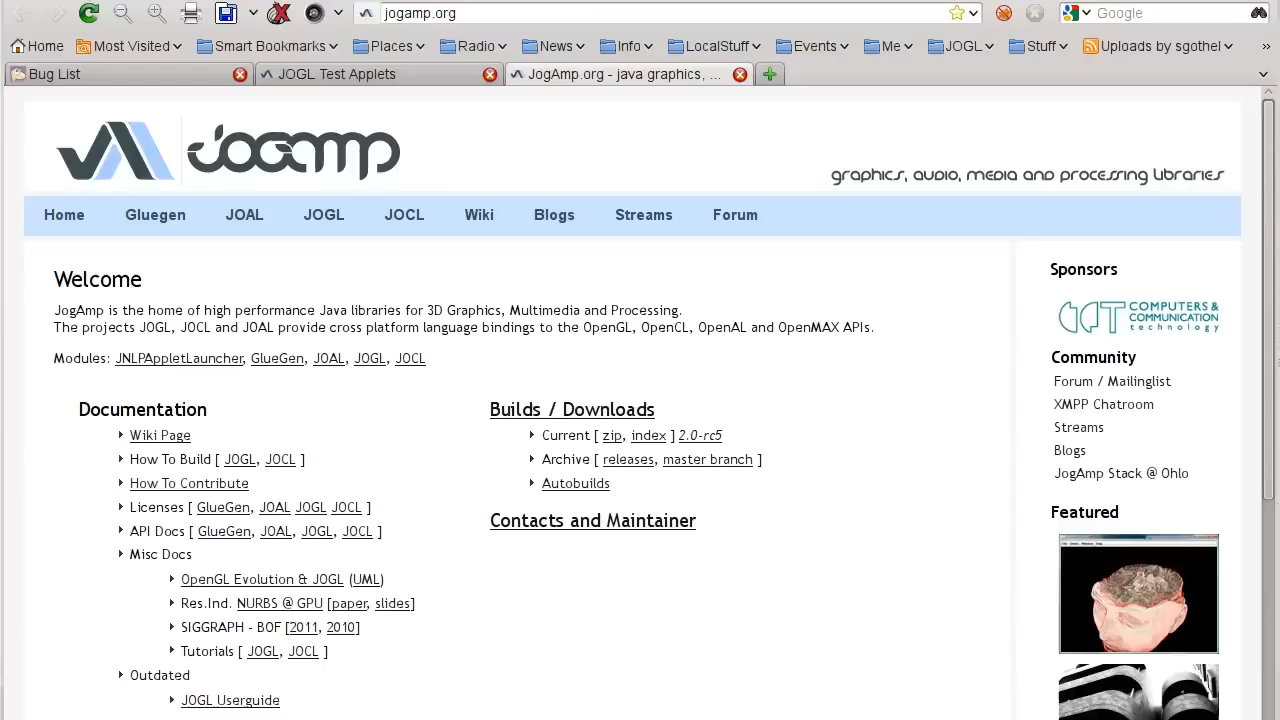 jogamp.org
Google
Home Most Visited Smart Bookmarks Places Radio News Info LocalStuff Events Me JOGL Stuff Uploads by sgothel »
Bug List JOGL Test Applets JogAmp.org - java graphics, ...
JogAmp
graphics, audio, media and processing libraries
Home Gluegen JOAL JOGL JOCL Wiki Blogs Streams Forum
Welcome
JogAmp is the home of high performance Java libraries for 3D Graphics, Multimedia and Processing.
The projects JOGL, JOCL and JOAL provide cross platform language bindings to the OpenGL, OpenCL, OpenAL and OpenMAX APIs.
Modules: JNLPAppletLauncher, GlueGen, JOAL, JOGL, JOCL
Documentation
Wiki Page
How To Build [ JOGL, JOCL ]
How To Contribute
Licenses [ GlueGen, JOAL JOGL JOCL ]
API Docs [ GlueGen, JOAL, JOGL, JOCL ]
Misc Docs
OpenGL Evolution & JOGL (UML)
Res.Ind. NURBS @ GPU [paper, slides]
SIGGRAPH - BOF [2011, 2010]
Tutorials [ JOGL, JOCL ]
Outdated
JOGL Userguide
Builds / Downloads
Current [ zip, index ] 2.0-rc5
Archive [ releases, master branch ]
Autobuilds
Contacts and Maintainer
Sponsors
CCT COMPUTERS &
COMMUNICATION
technology
Community
Forum / Mailinglist
XMPP Chatroom
Streams
Blogs
JogAmp Stack @ Ohlo
Featured